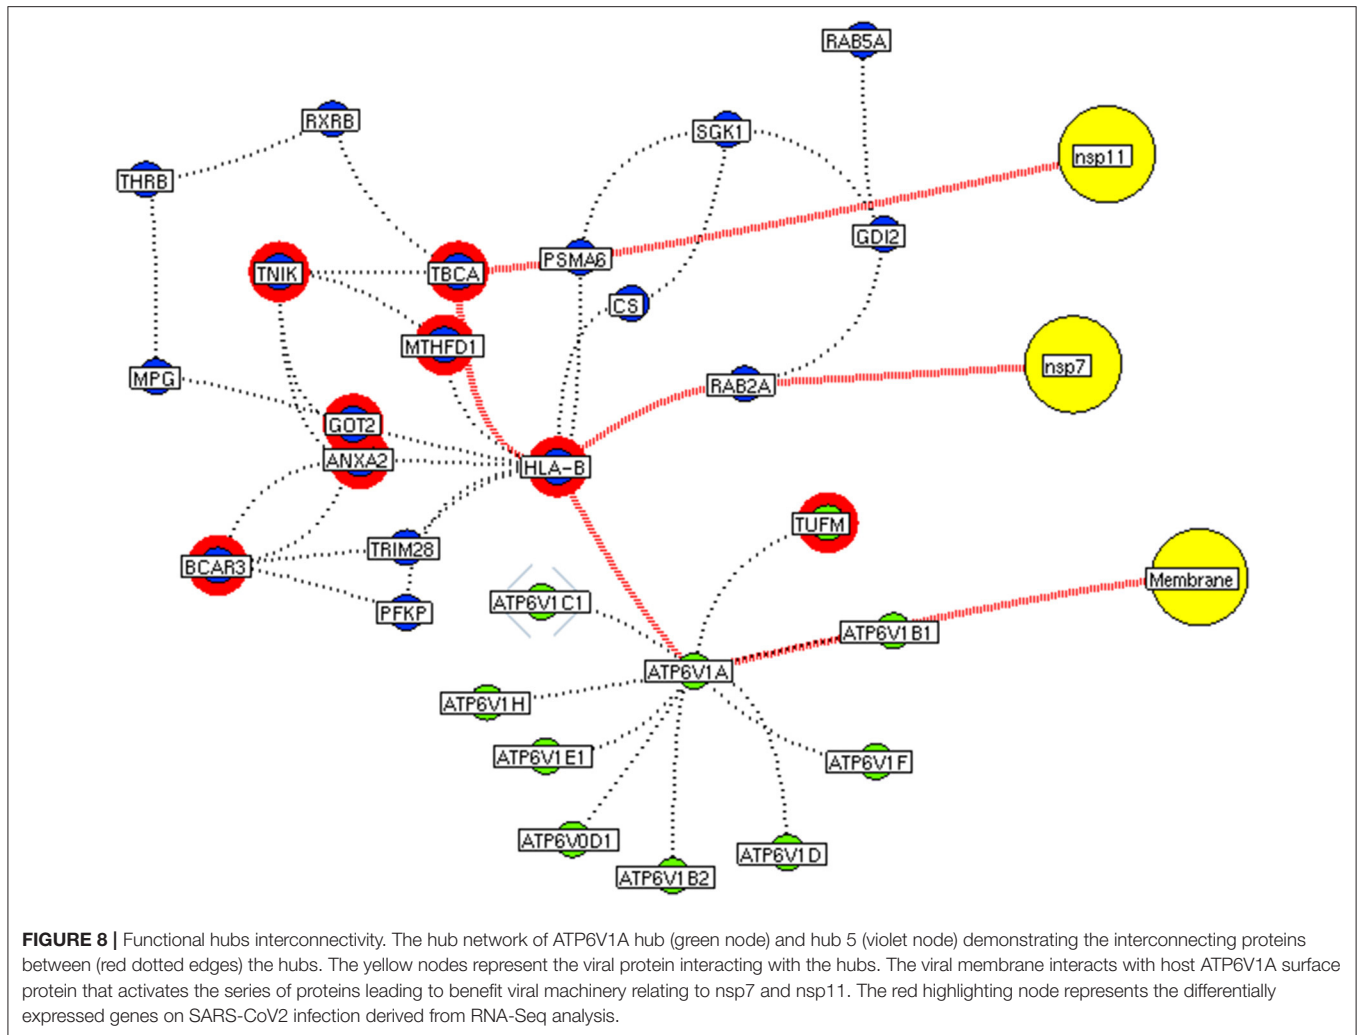 RAB5A
RXRB
SGK1
nsp11
THRB
GDI2
PSMA6
TNIK
TBCA
CS
MTHFD1
nsp7
MPG
RAB2A
GOT2
ANXA2
HLA-B
TUFM
TRIM28
BCAR3
Membrane
ATP6V1C1
PFKP
ATP6V1B1
ATP6V1A
ATP6V1H
ATP6V1E1
ATP6V1F
ATP6V0D1
ATP6V1D
ATP6V1B2
FIGURE 8 | Functional hubs interconnectivity. The hub network of ATP6V1A hub (green node) and hub 5 (violet node) demonstrating the interconnecting proteins
between (red dotted edges) the hubs. The yellow nodes represent the viral protein interacting with the hubs. The viral membrane interacts with host ATP6V1A surface
protein that activates the series of proteins leading to benefit viral machinery relating to nsp7 and nsp11. The red highlighting node represents the differentially
expressed genes on SARS-CoV2 infection derived from RNA-Seq analysis.